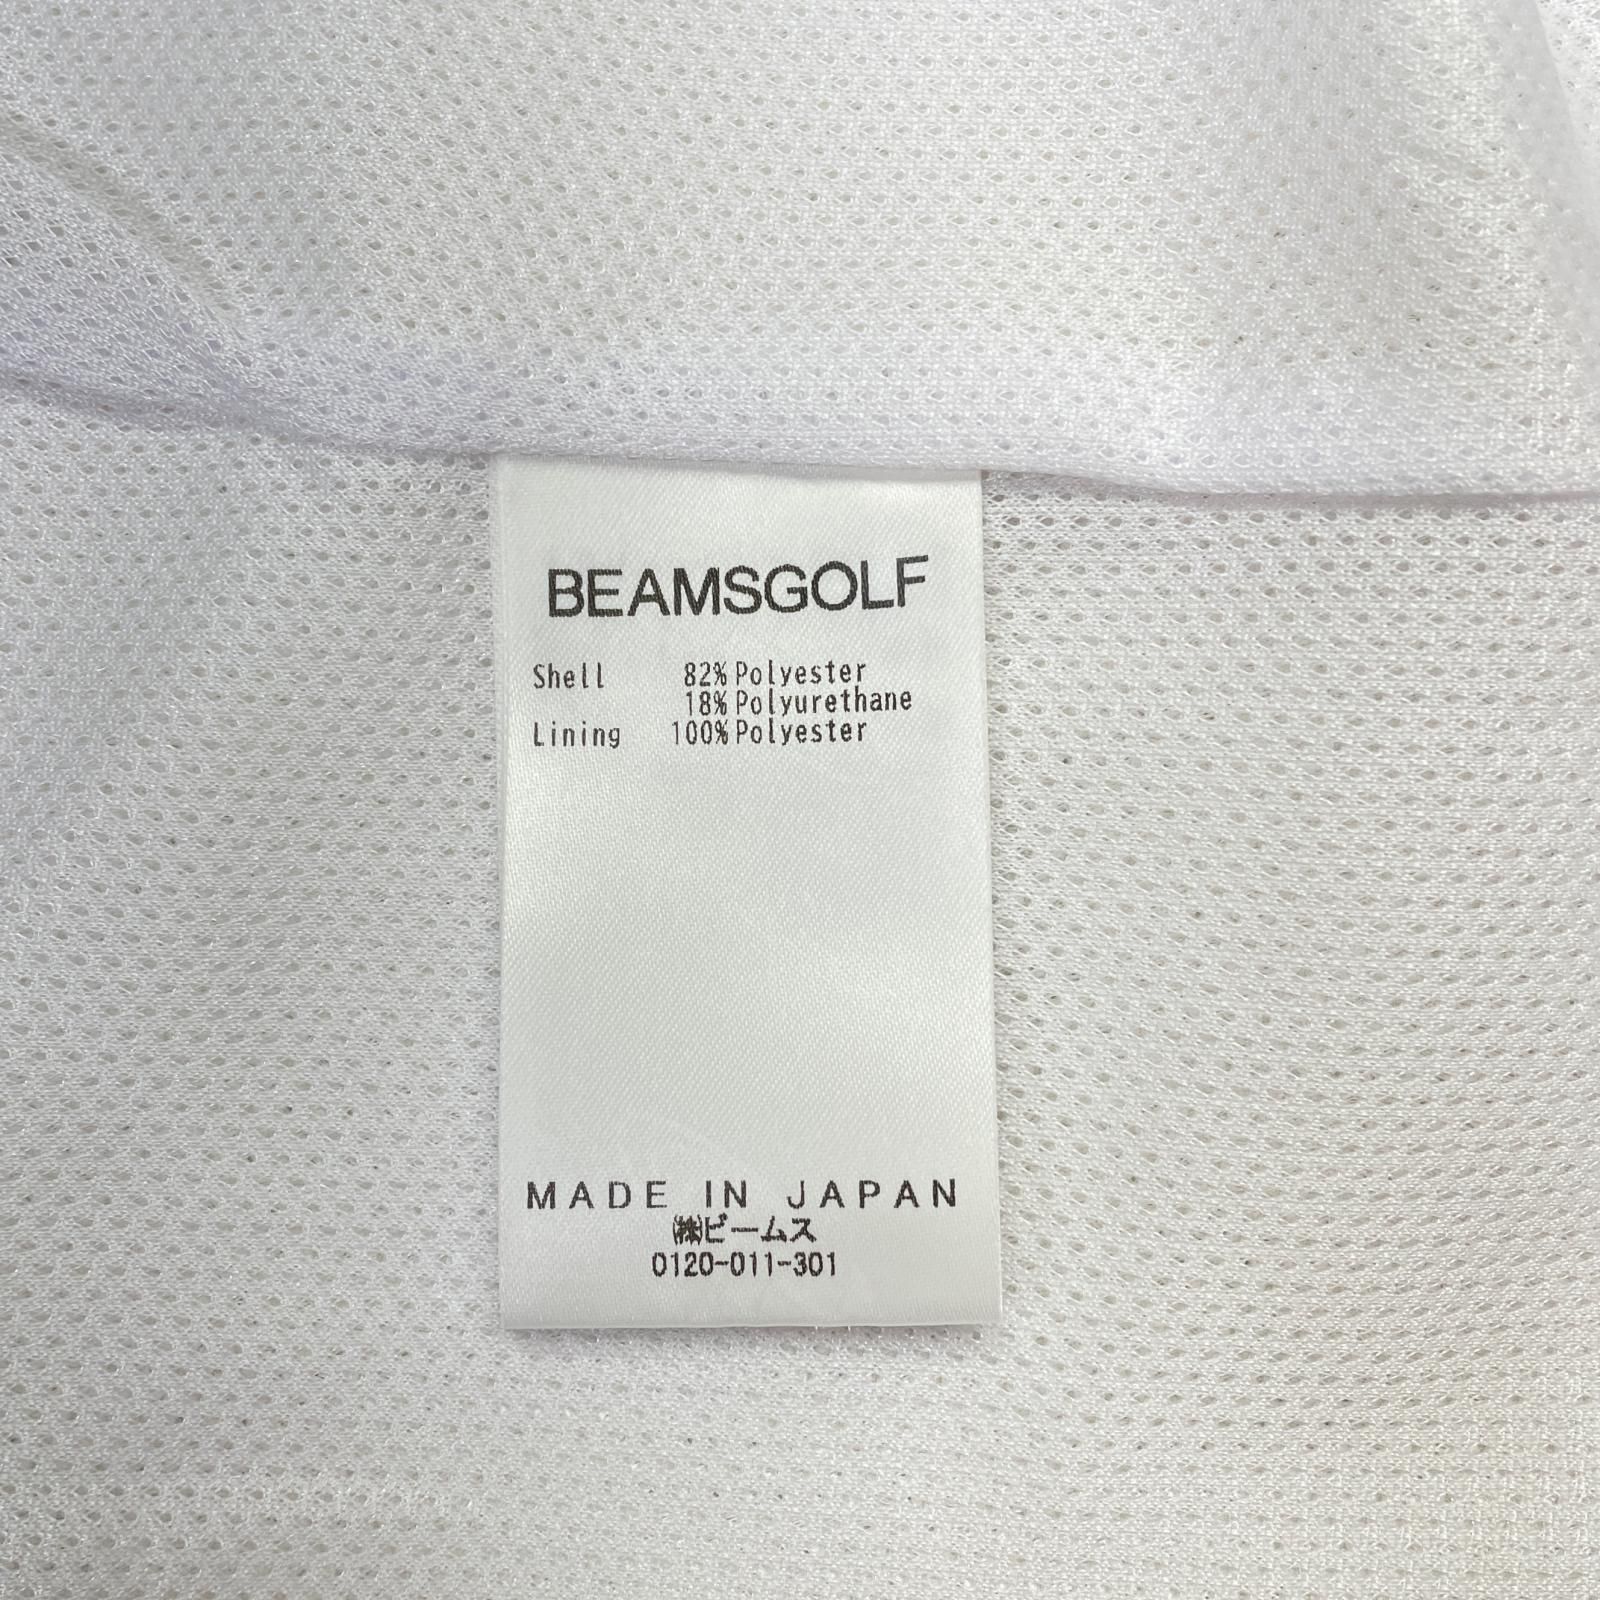 BEAMSGOLF
Shell 82% Polyester
18% Polyurethane
Lining 100% Polyester
MADE IN JAPAN
㈱ビームス
0120-011-301